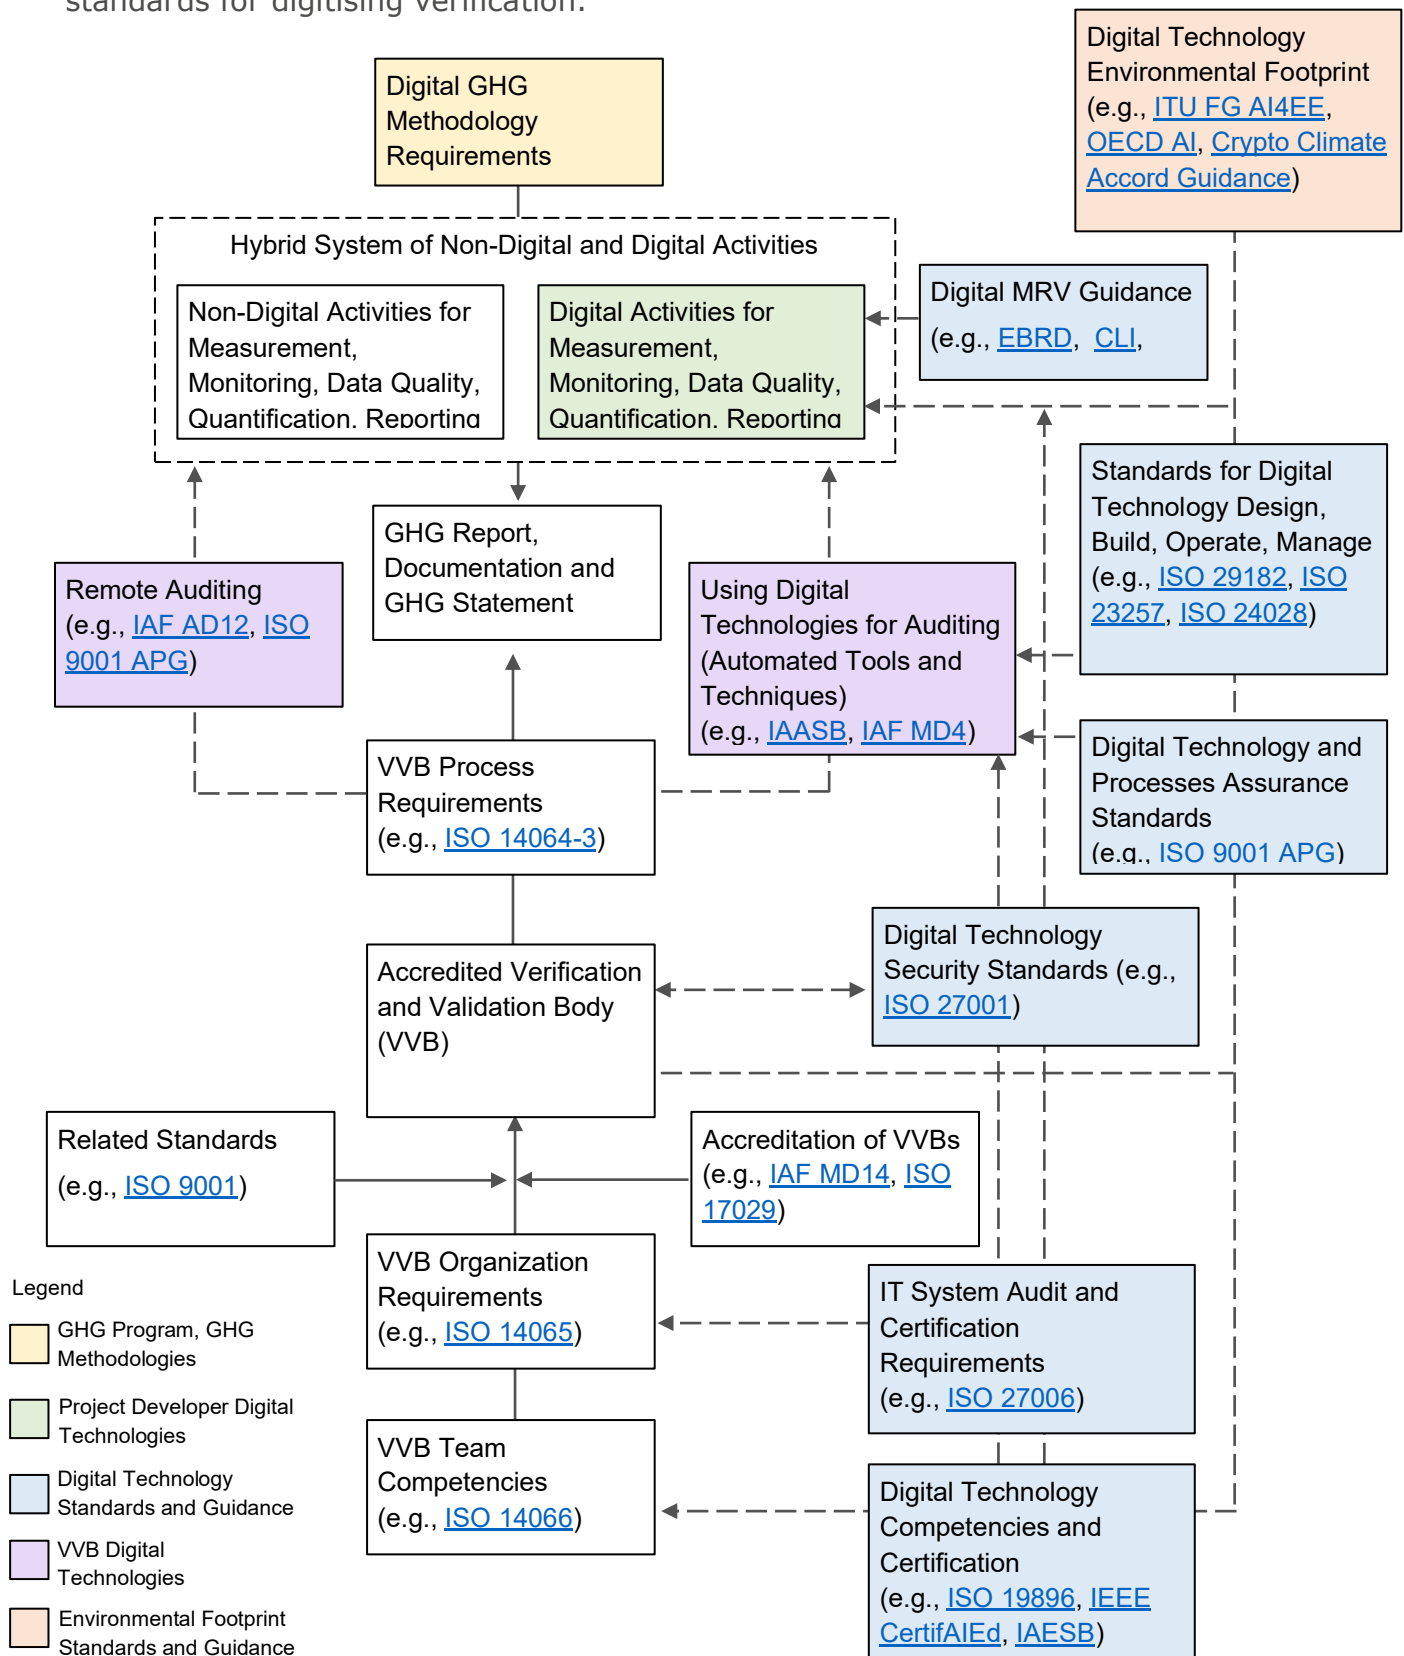 standards for digitising verification.
Digital GHG
Methodology
Requirements
Digital Technology
Environmental Footprint
(e.g., ITU FG AI4EE,
OECD AI, Crypto Climate
Accord Guidance)
Hybrid System of Non-Digital and Digital Activities
Non-Digital Activities for
Measurement,
Monitoring, Data Quality,
Quantification, Reporting
Digital Activities for
Measurement,
Monitoring, Data Quality,
Quantification, Reporting
Digital MRV Guidance
(e.g., EBRD, CLI,
Standards for Digital
Technology Design,
Build, Operate, Manage
(e.g., ISO 29182, ISO
23257, ISO 24028)
GHG Report,
Documentation and
GHG Statement
Remote Auditing
(e.g., IAF AD12, ISO
9001 APG)
Using Digital
Technologies for Auditing
(Automated Tools and
Techniques)
(e.g., IAASB, IAF MD4)
VVB Process
Requirements
(e.g., ISO 14064-3)
Digital Technology and
Processes Assurance
Standards
(e.g., ISO 9001 APG)
Digital Technology
Security Standards (e.g.,
ISO 27001)
Accredited Verification
and Validation Body
(VVB)
Related Standards
(e.g., ISO 9001)
Accreditation of VVBs
(e.g., IAF MD14, ISO
17029)
VVB Organization
Requirements
(e.g., ISO 14065)
IT System Audit and
Certification
Requirements
(e.g., ISO 27006)
VVB Team
Competencies
(e.g., ISO 14066)
Digital Technology
Competencies and
Certification
(e.g., ISO 19896, IEEE
CertifAIEd, IAESB)
Legend
GHG Program, GHG
Methodologies
Project Developer Digital
Technologies
Digital Technology
Standards and Guidance
VVB Digital
Technologies
Environmental Footprint
Standards and Guidance